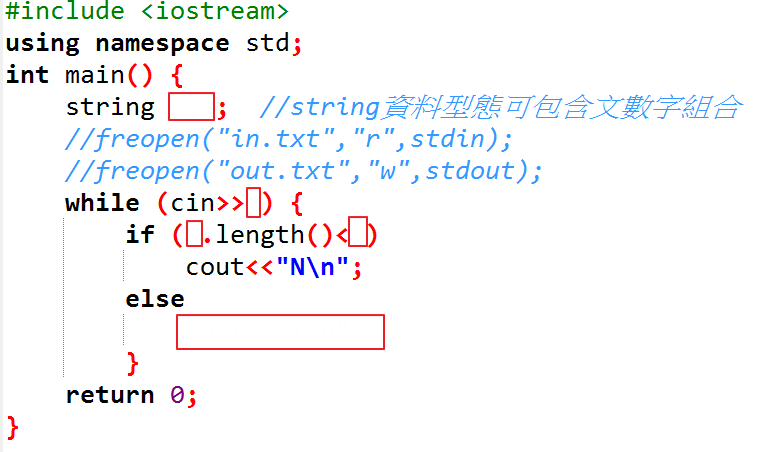 #include <iostream>
using namespace std;
int main() {
string ; //string資料型態可包含文數字組合
//freopen("in.txt","r",stdin);
//freopen("out.txt","w",stdout);
while (cin>> ) {
if ( .length()< )
cout<<"N\n";
else
}
return 0;
}